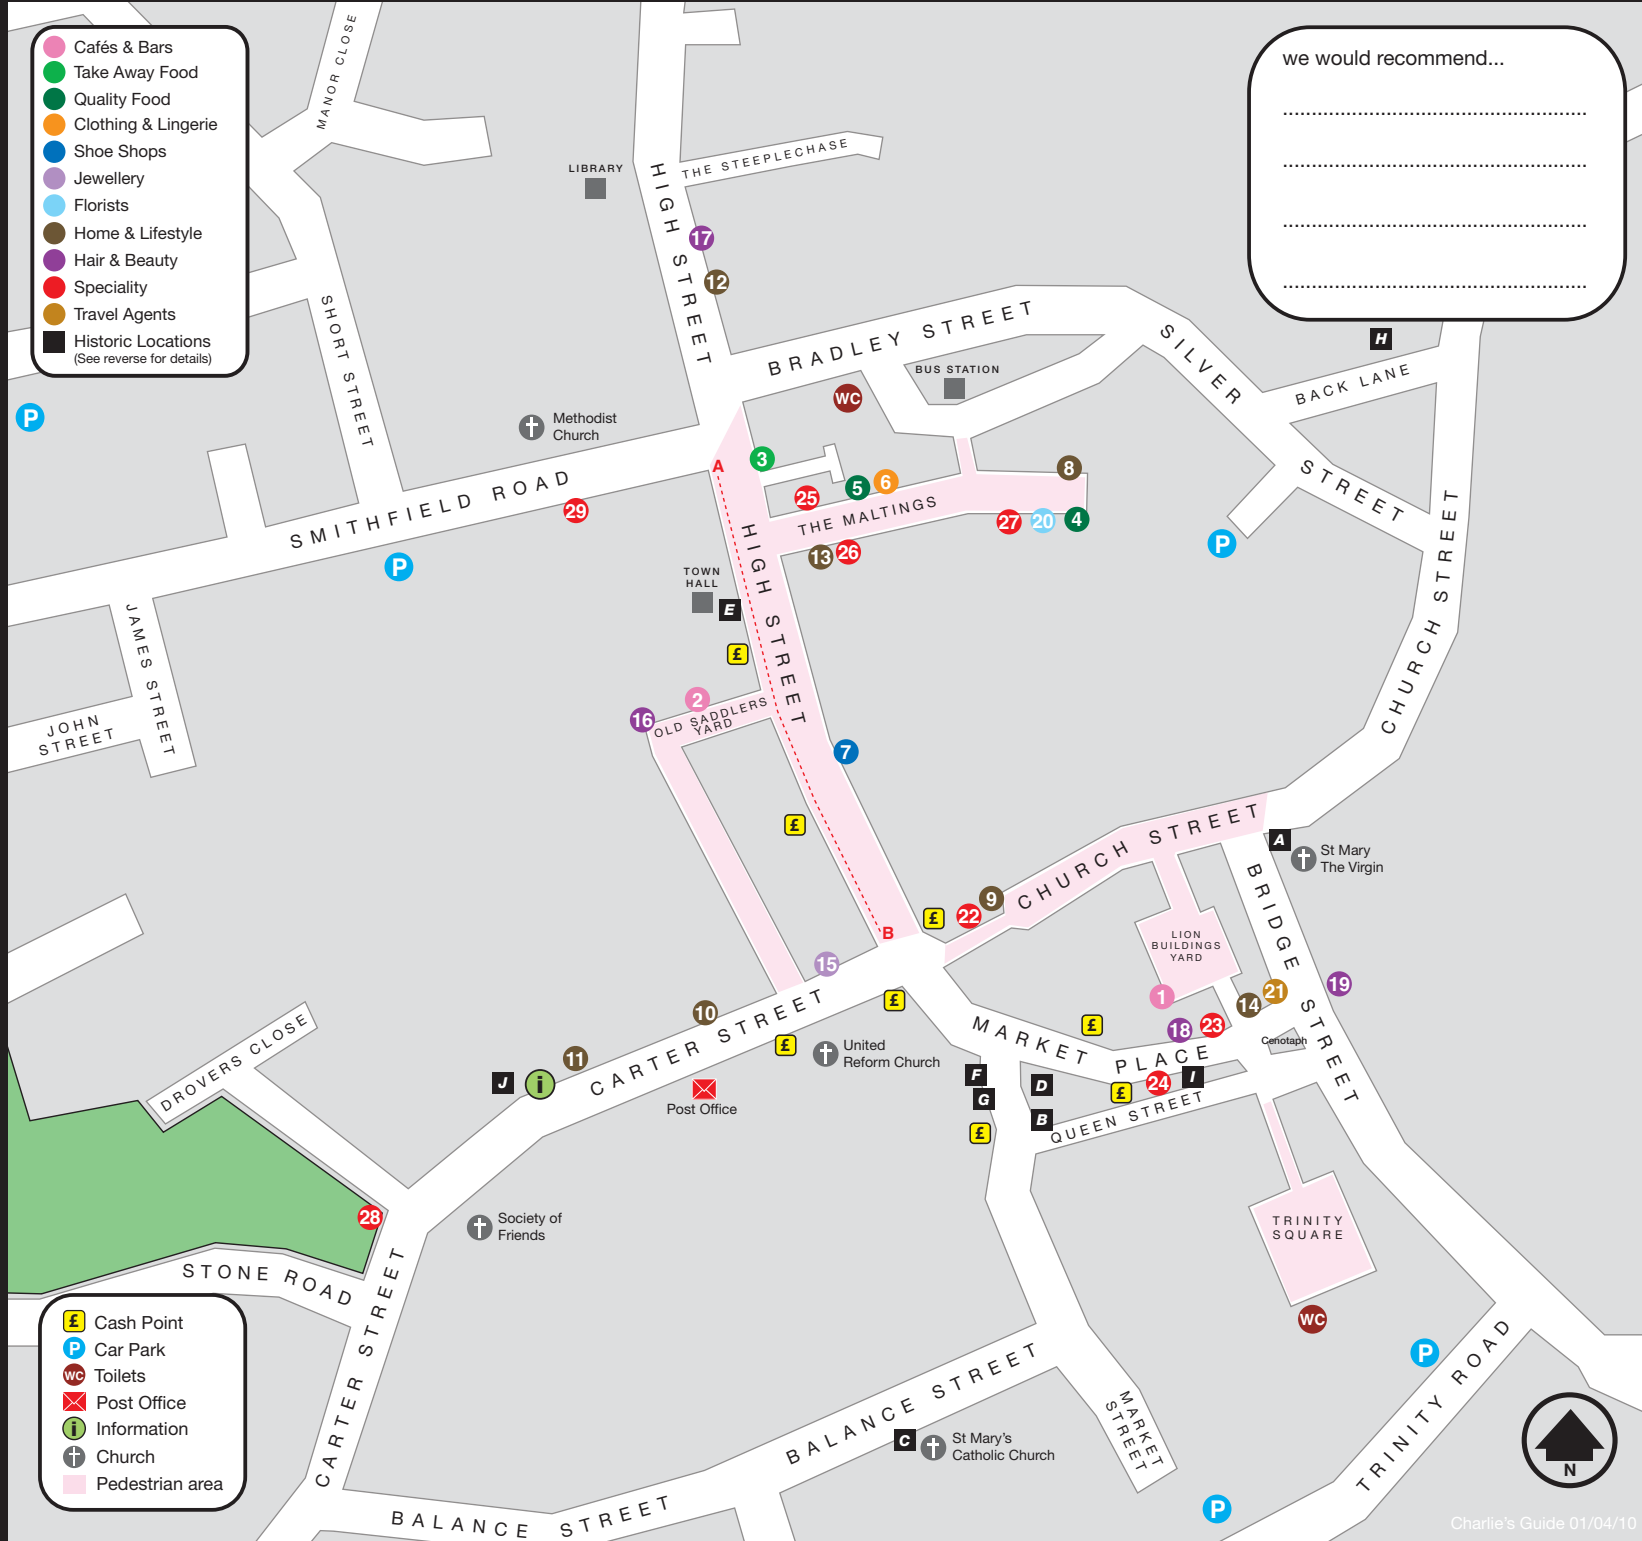 Cafés & Bars
Take Away Food
Quality Food
Clothing & Lingerie
Shoe Shops
Jewellery
Florists
Home & Lifestyle
Hair & Beauty
Speciality
Travel Agents
Historic Locations
(See reverse for details)
we would recommend...
MANOR CLOSE
LIBRARY
HIGH STREET
THE STEEPLECHASE
17
12
SHORT STREET
BRADLEY STREET
SILVER
STREET
BUS STATION
WC
H
BACK LANE
P
Methodist
Church
A
3
SMITHFIELD ROAD
29
25
5
6
8
THE MALTINGS
27
20
4
13
26
P
P
HIGH STREET
TOWN
HALL
E
£
CHURCH STREET
JAMES STREET
JOHN
STREET
2
16
OLD SADDLERS
YARD
7
£
CHURCH STREET
A
St Mary
The Virgin
BRIDGE STREET
9
22
£
B
15
LION
BUILDINGS
YARD
1
19
21
14
£
10
CARTER STREET
£
MARKET PLACE
£
18
23
Cenotaph
United
Reform Church
11
J
i
Post Office
F
G
D
B
£
24
I
£
QUEEN STREET
DROVERS CLOSE
28
Society of
Friends
TRINITY
SQUARE
WC
STONE ROAD
CARTER STREET
£ Cash Point
P Car Park
WC Toilets
Post Office
i Information
Church
Pedestrian area
BALANCE STREET
BALANCE STREET
C
St Mary's
Catholic Church
MARKET
STREET
P
TRINITY ROAD
P
N
Charlie's Guide 01/04/10